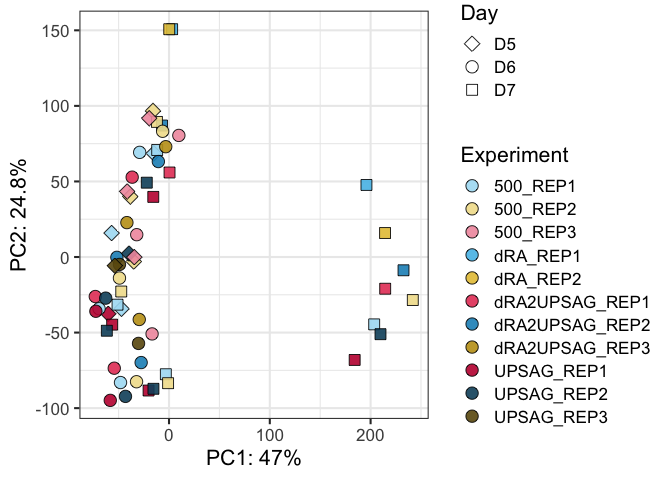 PC2: 24.8%
150
100
50
0
-50
-100
0
100
200
PC1: 47%
Day
D5
D6
D7
Experiment
500_REP1
500_REP2
500_REP3
dRA_REP1
dRA_REP2
dRA2UPSAG_REP1
dRA2UPSAG_REP2
dRA2UPSAG_REP3
UPSAG_REP1
UPSAG_REP2
UPSAG_REP3